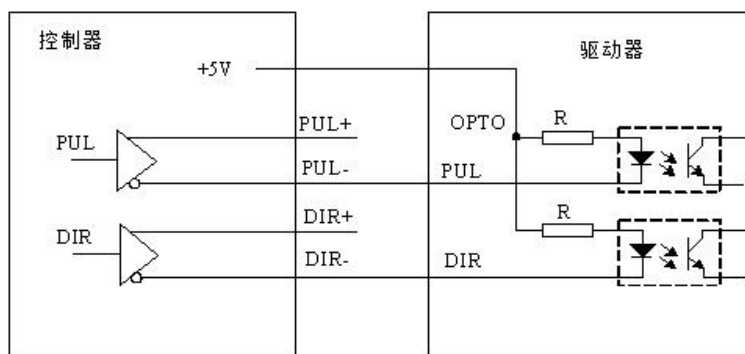 控制器
驱动器
+5V
PUL
PUL+
PUL-
OPTO
R
PUL
DIR
DIR+
DIR-
R
DIR